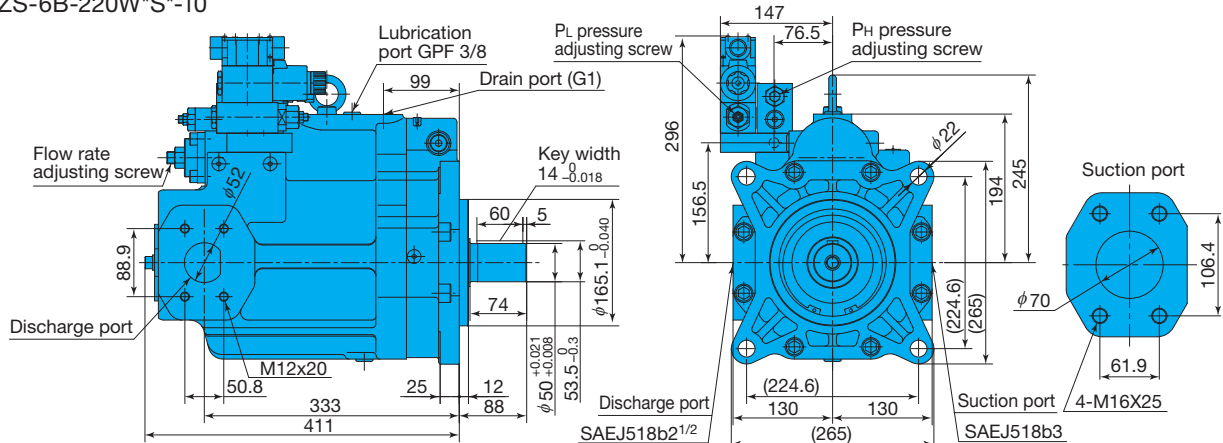 ZS-6B-220W*S*-10
Lubrication
port GPF 3/8
Drain port (G1)
99
Flow rate
adjusting screw
φ52
Key width
14 0 -0.018
60
5
88.9
Discharge port
M12x20
50.8
333
411
25
12
88
74
φ50 +0.021 +0.008
53.5 0 -0.3
φ165.1 0 -0.040
147
76.5
PL pressure
adjusting screw
PH pressure
adjusting screw
296
156.5
φ22
194
245
(224.6)
(265)
(224.6)
130
130
(265)
Discharge port
SAEJ518b2 1/2
Suction port
SAEJ518b3
Suction port
φ70
106.4
61.9
4-M16X25